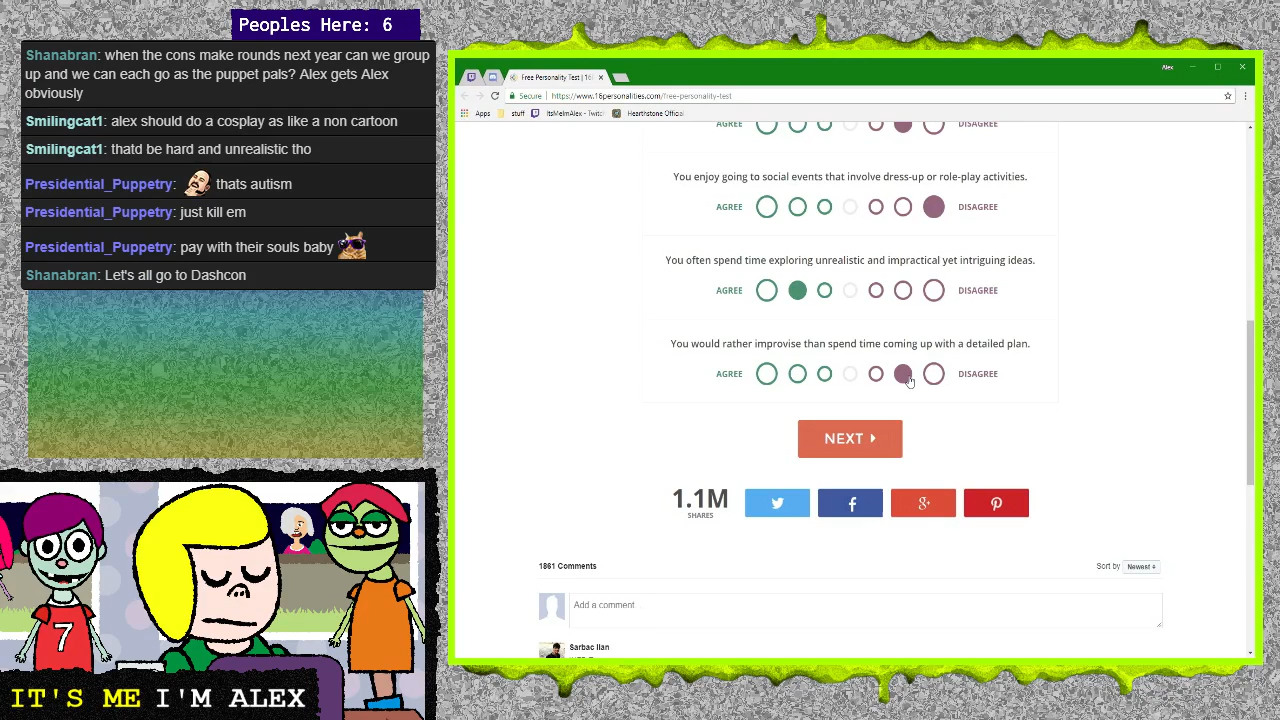 Peoples Here: 6
Shanabran: when the cons make rounds next year can we group
up and we can each go as the puppet pals? Alex gets Alex
obviously
Smilingcat1: alex should do a cosplay as like a non cartoon
Smilingcat1: thatd be hard and unrealistic tho
Presidential_Puppetry: thats autism
Presidential_Puppetry: just kill em
Presidential_Puppetry: pay with their souls baby
Shanabran: Let's all go to Dashcon
7
IT'S ME I'M ALEX
Free Personality Test | 16
Alex
Secure https://www.16personalities.com/free-personality-test
Apps stuff ItsMeImAlex - Twitch Hearthstone Official
AGREE DISAGREE
You enjoy going to social events that involve dress-up or role-play activities.
AGREE DISAGREE
You often spend time exploring unrealistic and impractical yet intriguing ideas.
AGREE DISAGREE
You would rather improvise than spend time coming up with a detailed plan.
AGREE DISAGREE
NEXT
1.1M
SHARES
1861 Comments
Sort by Newest
Add a comment...
Sarbac Ilan